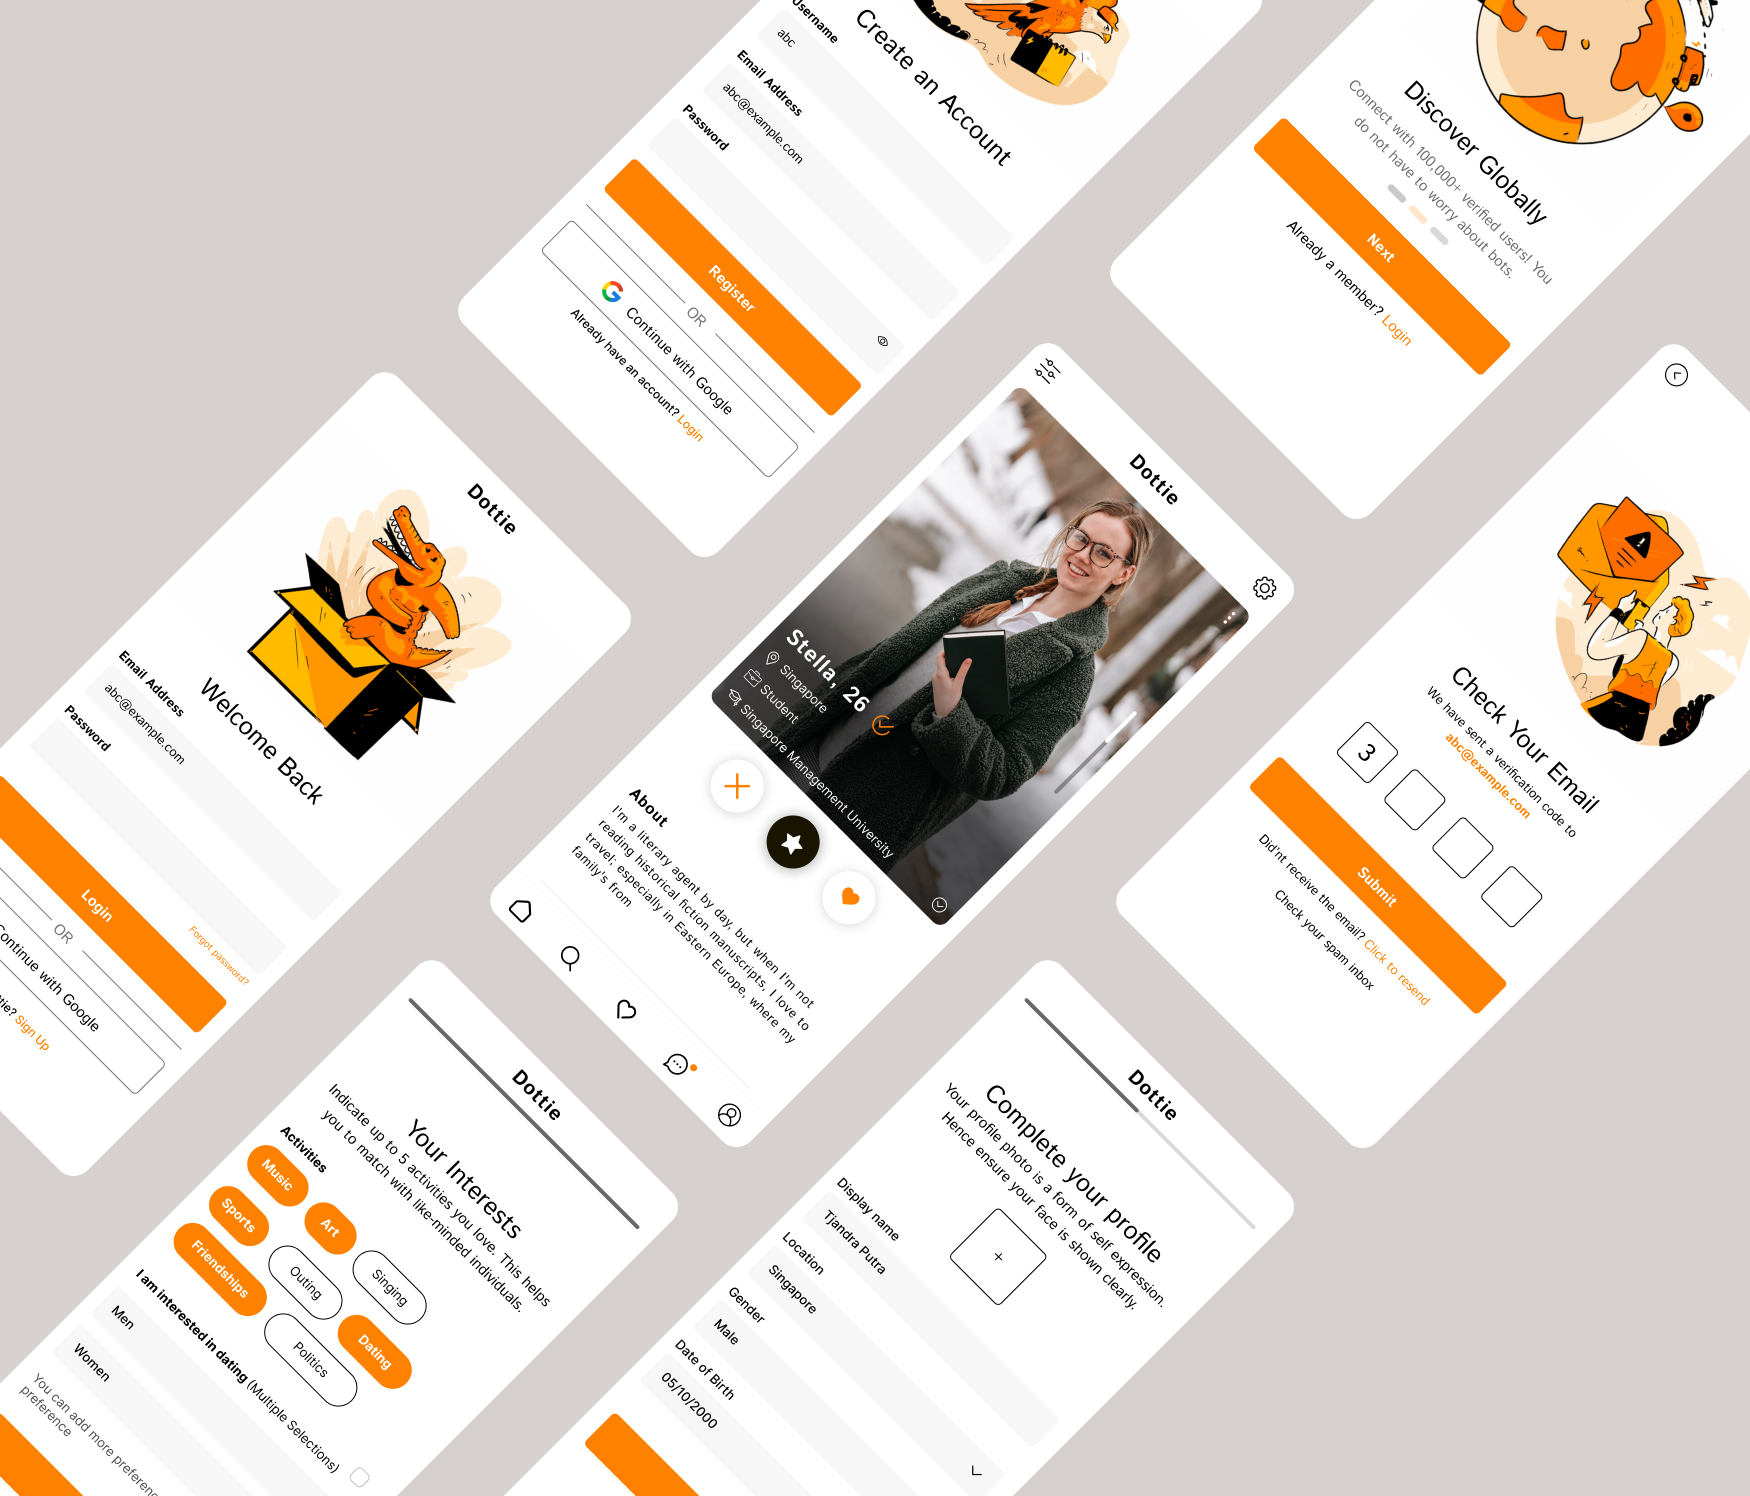 Username
abc
Email Address
abc@example.com
Password
Create an Account
Register
OR
Continue with Google
Already have an account? Login
Discover Globally
Connect with 100,000+ verified users! You
do not have to worry about bots.
Next
Already a member? Login
Dottie
Welcome Back
Email Address
abc@example.com
Password
Forgot password?
Login
OR
Continue with Google
Sign Up
Dottie
Stella, 26
Singapore
Student
Singapore Management University
About
I'm a literary agent by day, but when I'm not
reading historical fiction manuscripts, I love to
travel; especially in Eastern Europe, where my
family's from
Check Your Email
We have sent a verification code to
abc@example.com
3
Submit
Did'nt receive the email? Click to resend
Check your spam inbox
Dottie
Your Interests
Indicate up to 5 activities you love. This helps
you to match with like-minded individuals.
Activities
Music
Art
Singing
Sports
Outing
Dating
Friendships
Politics
I am interested in dating (Multiple Selections)
Men
Women
You can add more
preference
Dottie
Complete your profile
Your profile photo is a form of self expression.
Hence ensure your face is shown clearly.
+
Display name
Tjandra Putra
Location
Singapore
Gender
Male
Date of Birth
05/10/2000